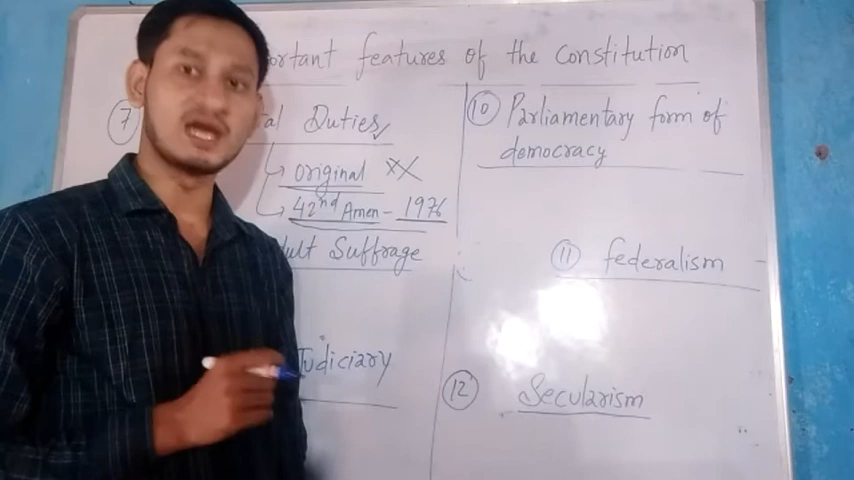 ortant features of the Constitution
7 al Duties
original
42nd Amen - 1976
dult Suffrage
Judiciary
10 Parliamentary form of
democracy
11 federalism
12 Secularism